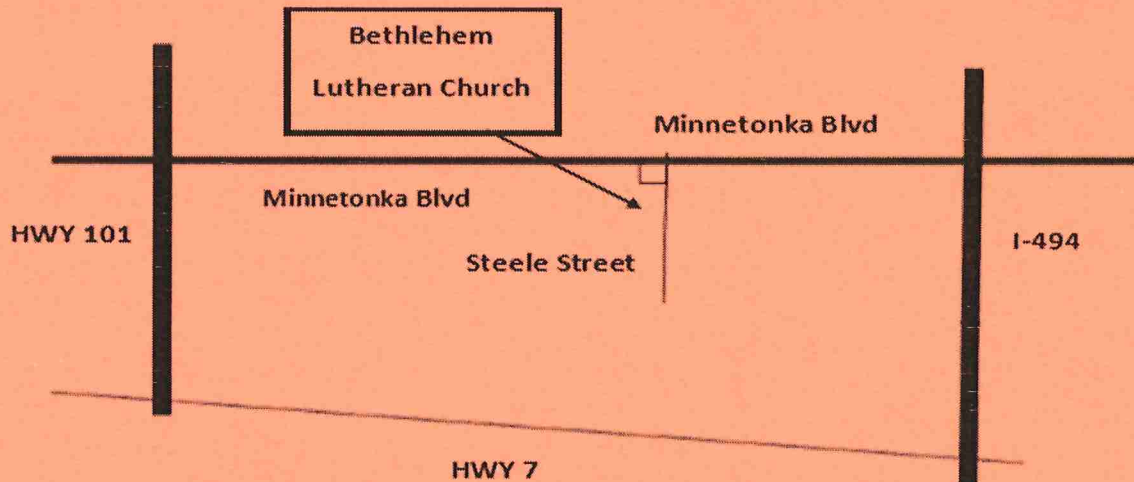 Bethlehem
Lutheran Church
Minnetonka Blvd
Minnetonka Blvd
HWY 101
I-494
Steele Street
HWY 7